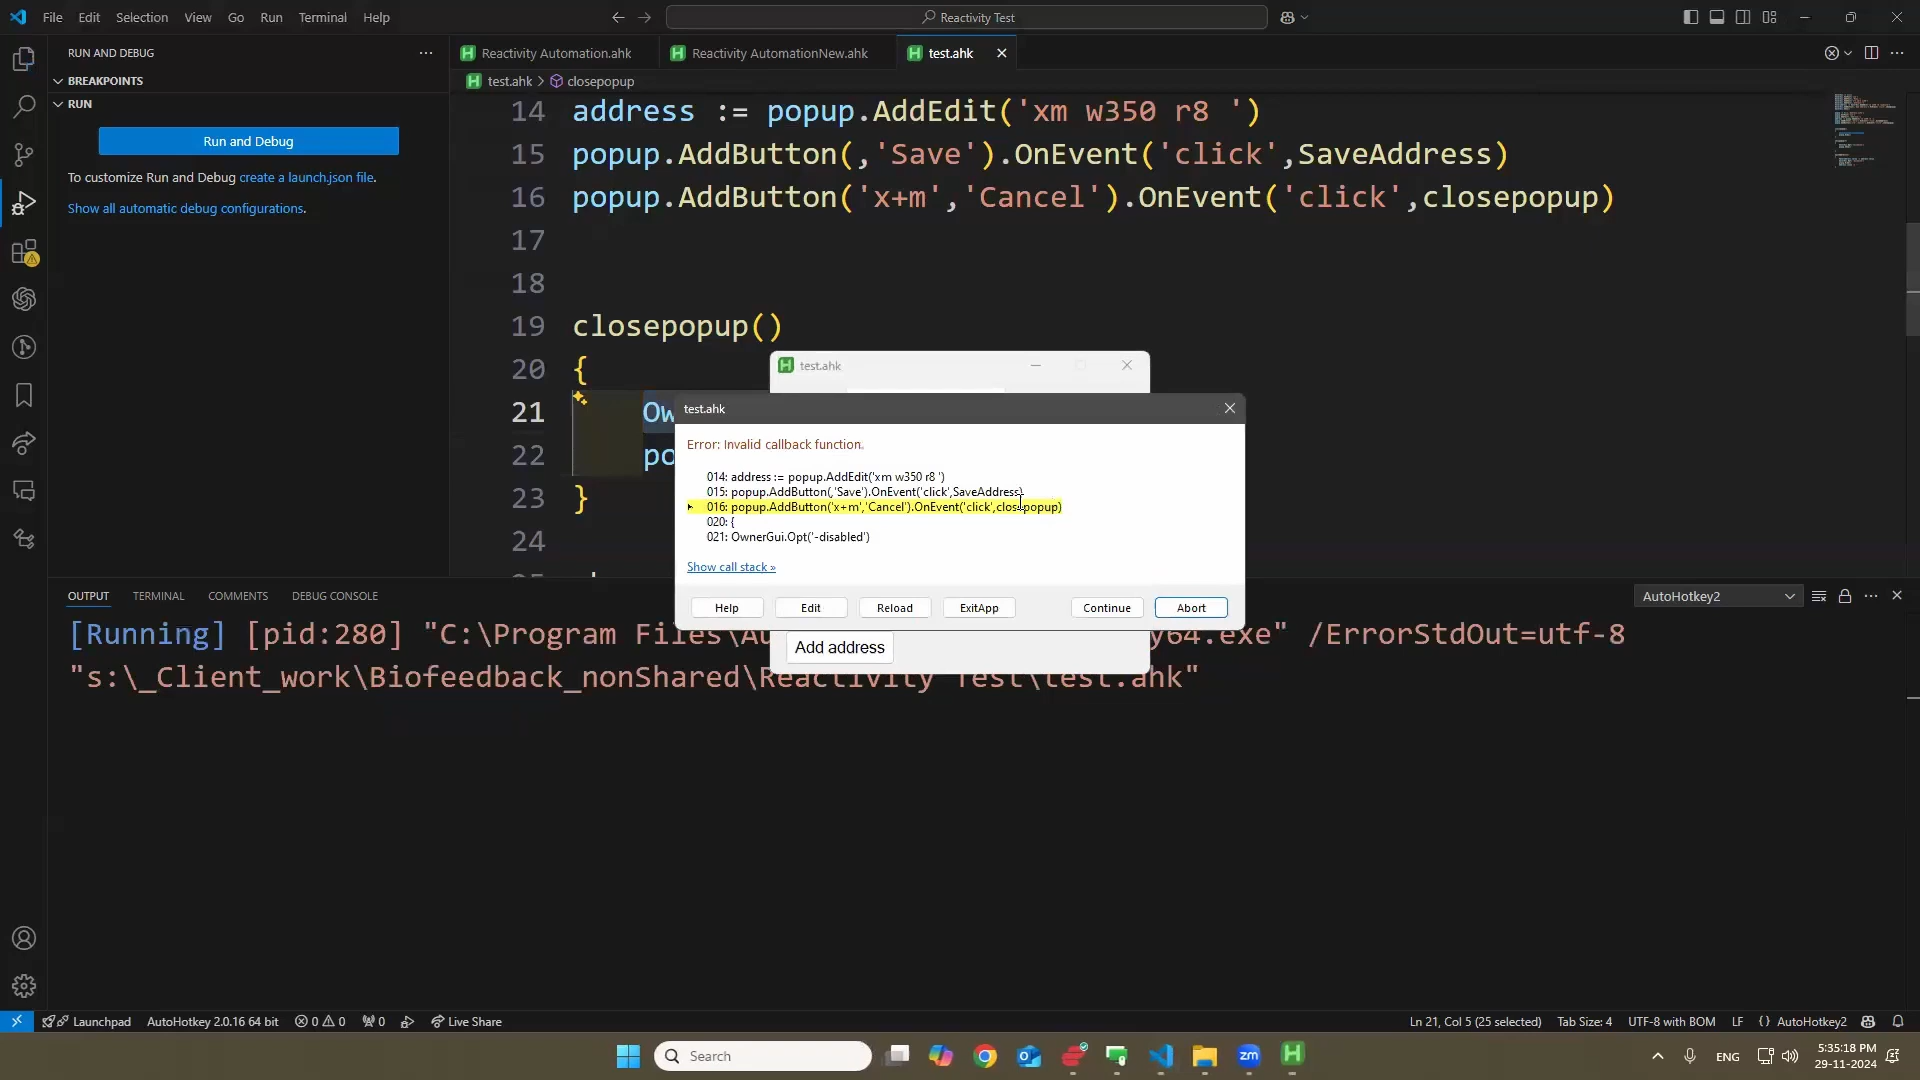 File Edit Selection View Go Run Terminal Help
Reactivity Test
RUN AND DEBUG
BREAKPOINTS
RUN
Run and Debug
To customize Run and Debug create a launch.json file.
Show all automatic debug configurations.
Reactivity Automation.ahk
Reactivity AutomationNew.ahk
test.ahk
test.ahk > closepopup
14 address := popup.AddEdit('xm w350 r8 ')
15 popup.AddButton(,'Save').OnEvent('click',SaveAddress)
16 popup.AddButton('x+m','Cancel').OnEvent('click',closepopup)
17
18
19 closepopup()
20 {
21 Ow
22 po
23 }
24
test.ahk
test.ahk
Error: Invalid callback function.
014: address := popup.AddEdit('xm w350 r8 ')
015: popup.AddButton(,'Save').OnEvent('click',SaveAddress)
016: popup.AddButton('x+m','Cancel').OnEvent('click',closepopup)
020: {
021: OwnerGui.Opt('-disabled')
Show call stack »
Help Edit Reload ExitApp Continue Abort
Add address
OUTPUT TERMINAL COMMENTS DEBUG CONSOLE
AutoHotkey2
[Running] [pid:280] "C:\Program Files\Au y64.exe" /ErrorStdOut=utf-8
"s:\_Client_work\Biofeedback_nonShared\Reactivity Test\test.ahk"
Launchpad AutoHotkey 2.0.16 64 bit 0 0 0 Live Share
Ln 21, Col 5 (25 selected) Tab Size: 4 UTF-8 with BOM LF {} AutoHotkey2
Search
zm
ENG
5:35:18 PM
29-11-2024